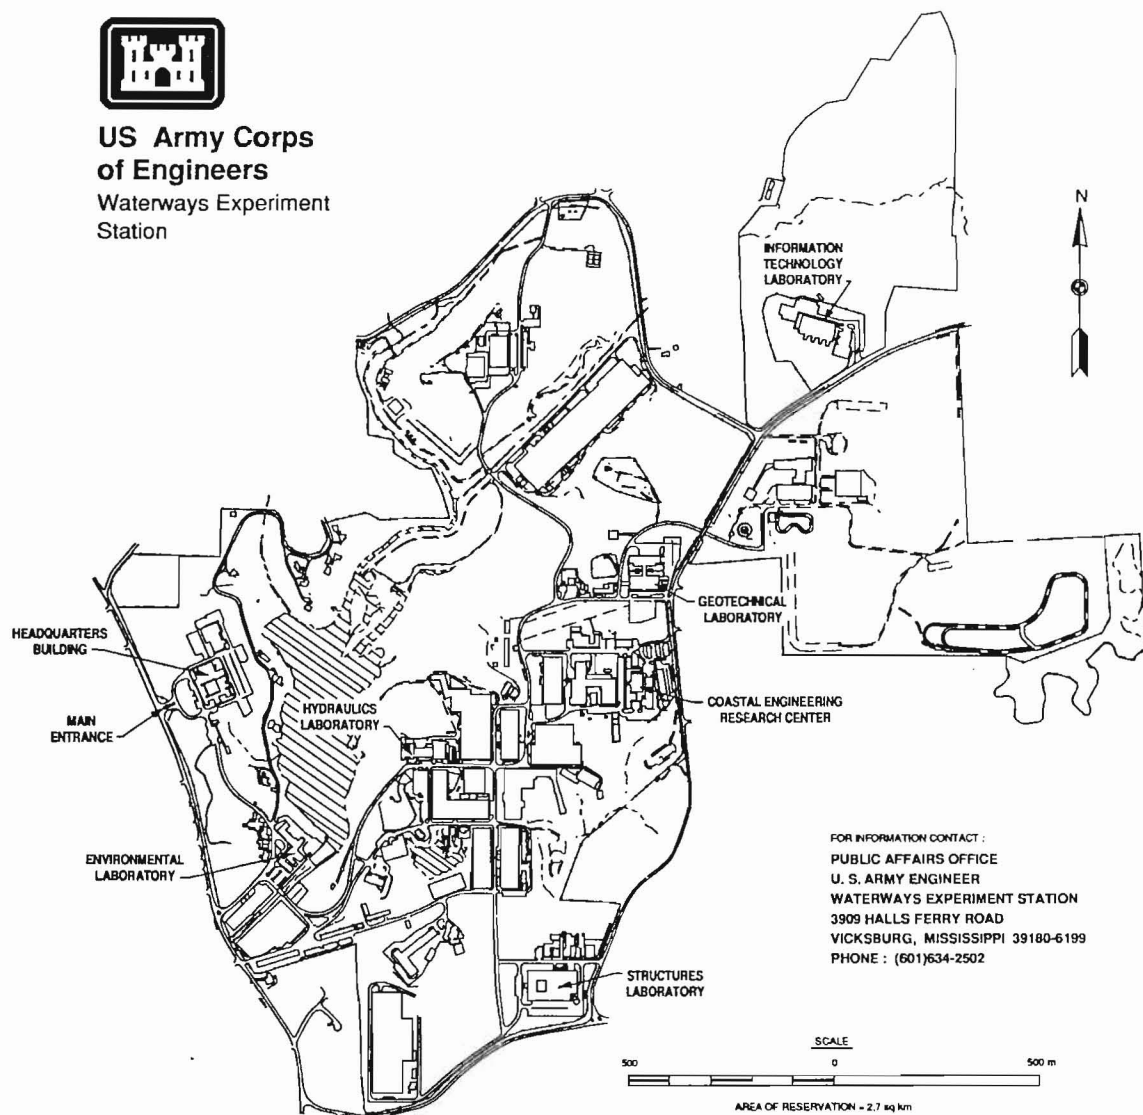 US Army Corps
of Engineers
Waterways Experiment
Station
N
INFORMATION
TECHNOLOGY
LABORATORY
GEOTECHNICAL
LABORATORY
HEADQUARTERS
BUILDING
MAIN
ENTRANCE
HYDRAULICS
LABORATORY
COASTAL ENGINEERING
RESEARCH CENTER
ENVIRONMENTAL
LABORATORY
STRUCTURES
LABORATORY
FOR INFORMATION CONTACT :
PUBLIC AFFAIRS OFFICE
U. S. ARMY ENGINEER
WATERWAYS EXPERIMENT STATION
3909 HALLS FERRY ROAD
VICKSBURG, MISSISSIPPI 39180-6199
PHONE : (601)634-2502
SCALE
500 0 500 m
AREA OF RESERVATION = 2.7 sq km